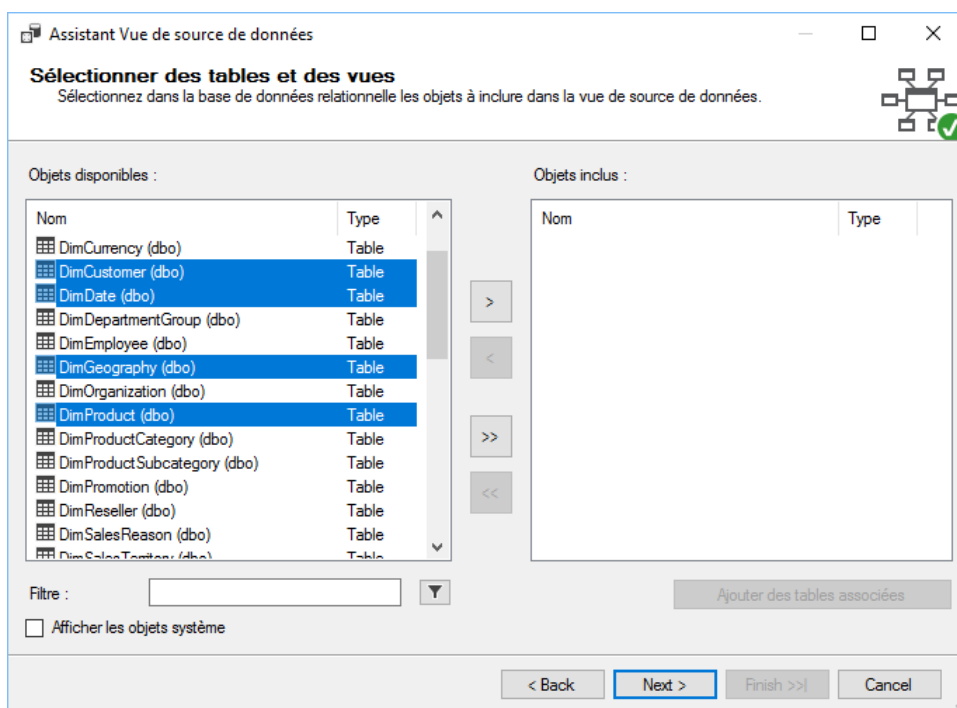 Assistant Vue de source de données
Sélectionner des tables et des vues
Sélectionnez dans la base de données relationnelle les objets à inclure dans la vue de source de données.
Objets disponibles :
Objets inclus :
Nom Type
Nom Type
DimCurrency (dbo) Table
DimCustomer (dbo) Table
DimDate (dbo) Table
DimDepartmentGroup (dbo) Table
DimEmployee (dbo) Table
DimGeography (dbo) Table
DimOrganization (dbo) Table
DimProduct (dbo) Table
DimProductCategory (dbo) Table
DimProductSubcategory (dbo) Table
DimPromotion (dbo) Table
DimReseller (dbo) Table
DimSalesReason (dbo) Table
DimSalesTerritory (dbo) Table
>
<
>>
<<
Filtre :
Ajouter des tables associées
Afficher les objets système
< Back Next > Finish >>| Cancel